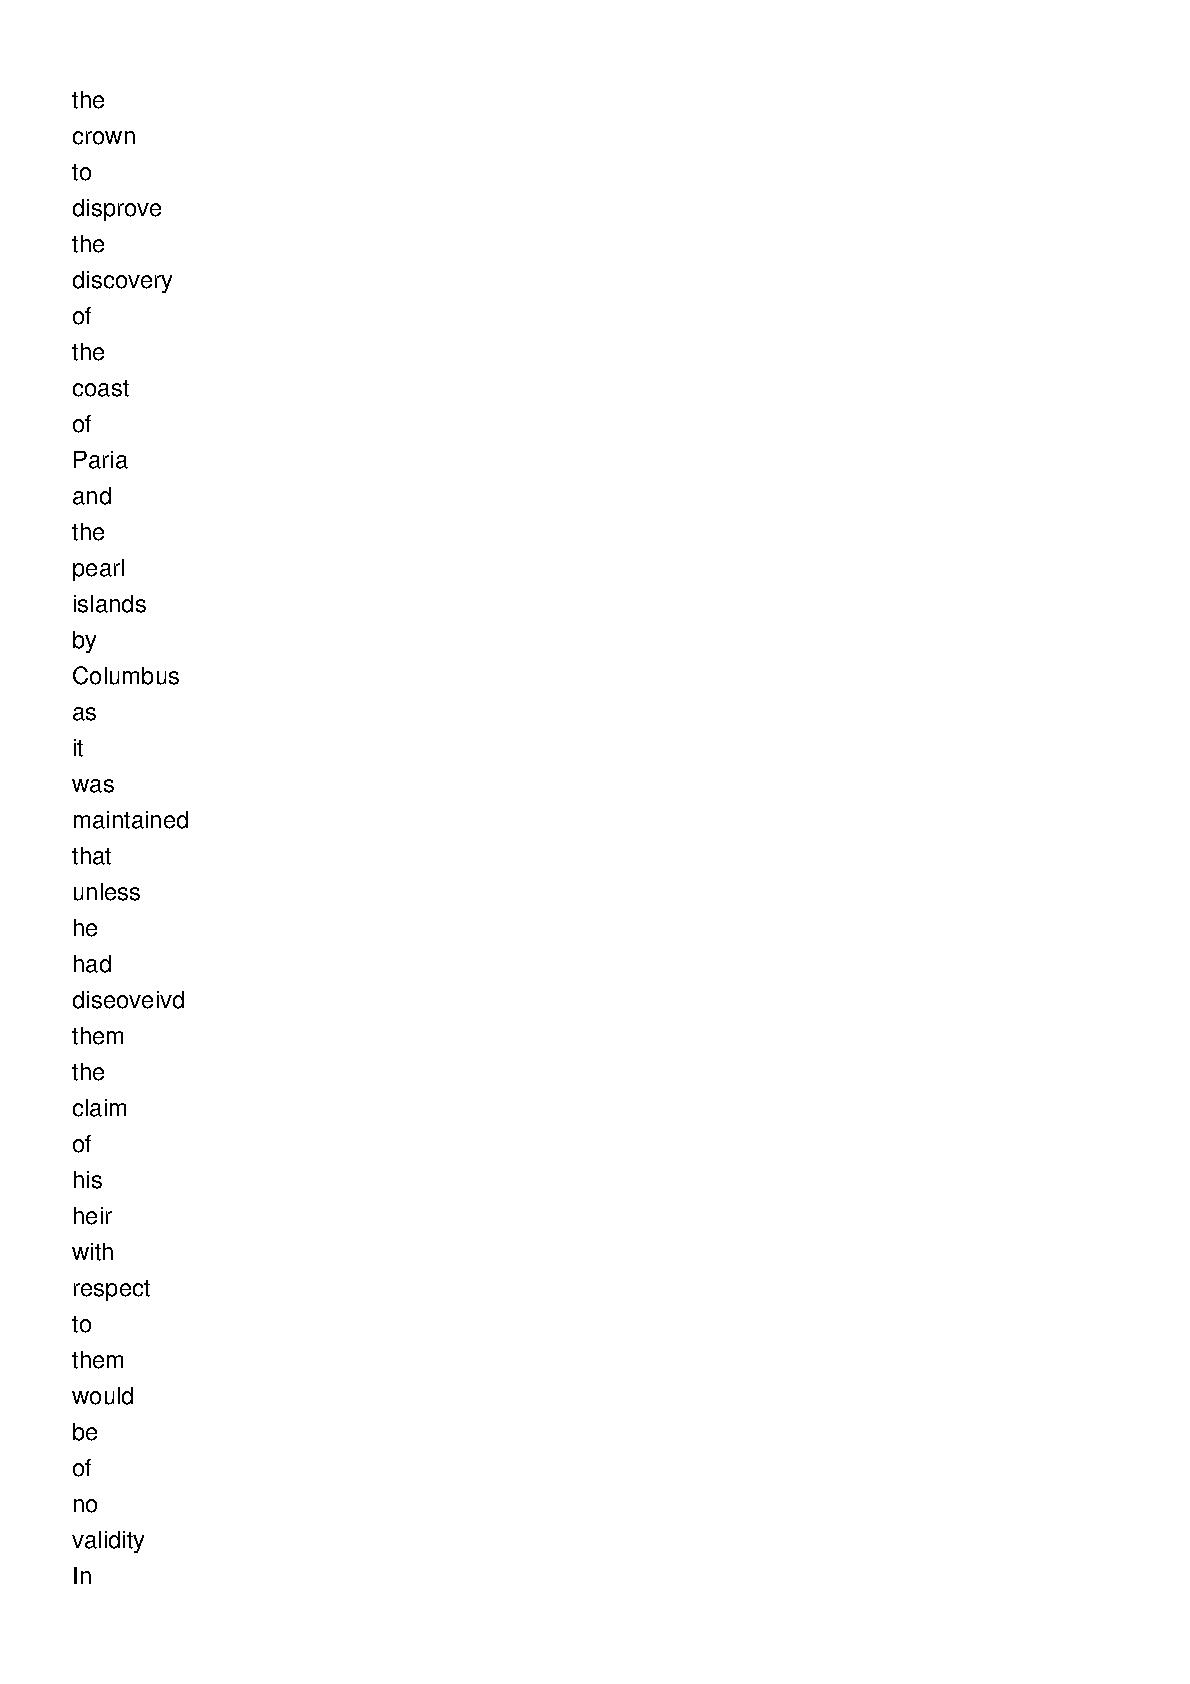 the
crown
to
disprove
the
discovery
of
the
coast
of
Paria
and
the
pearl
islands
by
Columbus
as
it
was
maintained
that
unless
he
had
diseoveivd
them
the
claim
of
his
heir
with
respect
to
them
would
be
of
no
validity
In